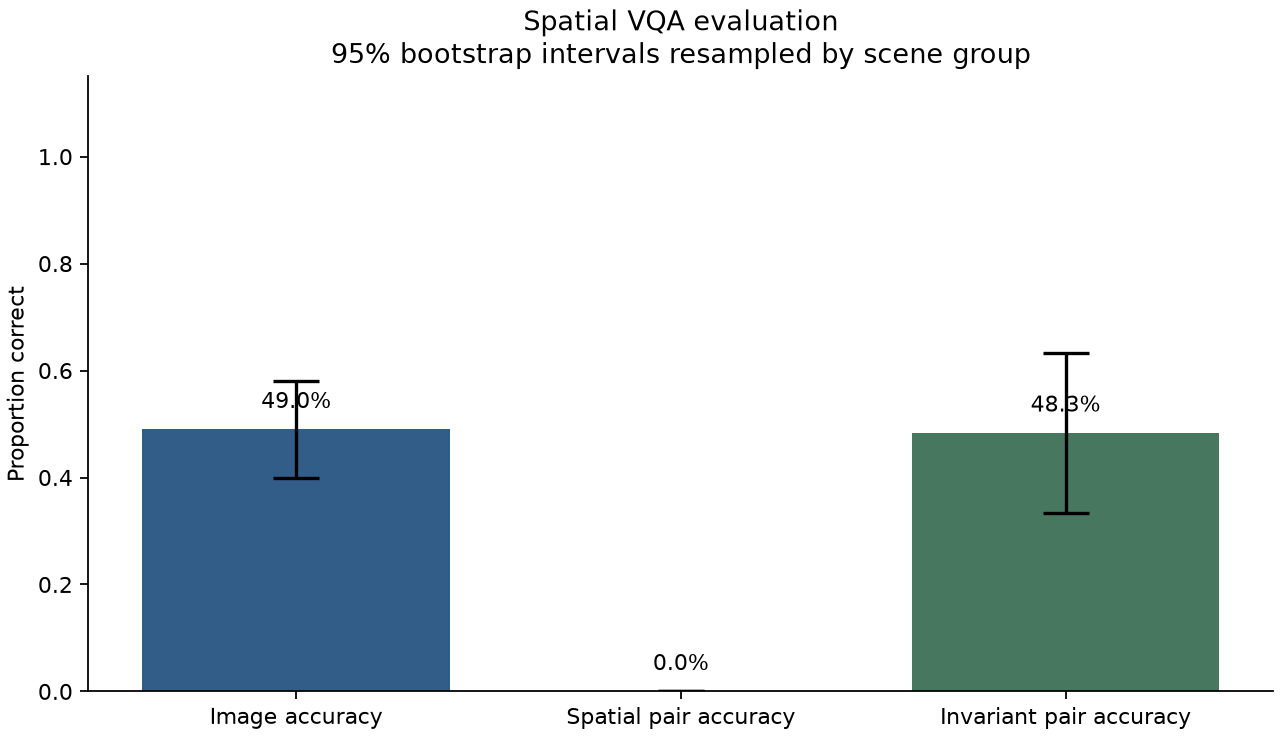 Spatial VQA evaluation
95% bootstrap intervals resampled by scene group
Proportion correct
1.0
0.8
0.6
0.4
0.2
0.0
49.0%
0.0%
48.3%
Image accuracy
Spatial pair accuracy
Invariant pair accuracy